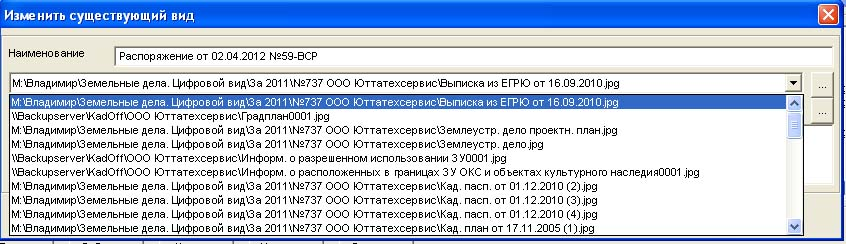 Изменить существующий вид
Наименование
Распоряжение от 02.04.2012 №59-ВСР
M:\Владимир\Земельные дела. Цифровой вид\За 2011\№737 ООО Юттатехсервис\Выписка из ЕГРЮ от 16.09.2010.jpg
...
M:\Владимир\Земельные дела. Цифровой вид\За 2011\№737 ООО Юттатехсервис\Выписка из ЕГРЮ от 16.09.2010.jpg
\\Backupserver\KadOff\ООО Юттатехсервис\Градплан0001.jpg
...
M:\Владимир\Земельные дела. Цифровой вид\За 2011\№737 ООО Юттатехсервис\Землеустр. дело проектн. план.jpg
M:\Владимир\Земельные дела. Цифровой вид\За 2011\№737 ООО Юттатехсервис\Землеустр. дело.jpg
\\Backupserver\KadOff\ООО Юттатехсервис\Информ. о разрешенном использовании ЗУ0001.jpg
\\Backupserver\KadOff\ООО Юттатехсервис\Информ. о расположенных в границах ЗУ ОКС и объектах культурного наследия0001.jpg
M:\Владимир\Земельные дела. Цифровой вид\За 2011\№737 ООО Юттатехсервис\Кад. пасп. от 01.12.2010 (2).jpg
M:\Владимир\Земельные дела. Цифровой вид\За 2011\№737 ООО Юттатехсервис\Кад. пасп. от 01.12.2010 (3).jpg
M:\Владимир\Земельные дела. Цифровой вид\За 2011\№737 ООО Юттатехсервис\Кад. пасп. от 01.12.2010 (4).jpg
M:\Владимир\Земельные дела. Цифровой вид\За 2011\№737 ООО Юттатехсервис\Кад. план от 17.11.2005 (1).jpg